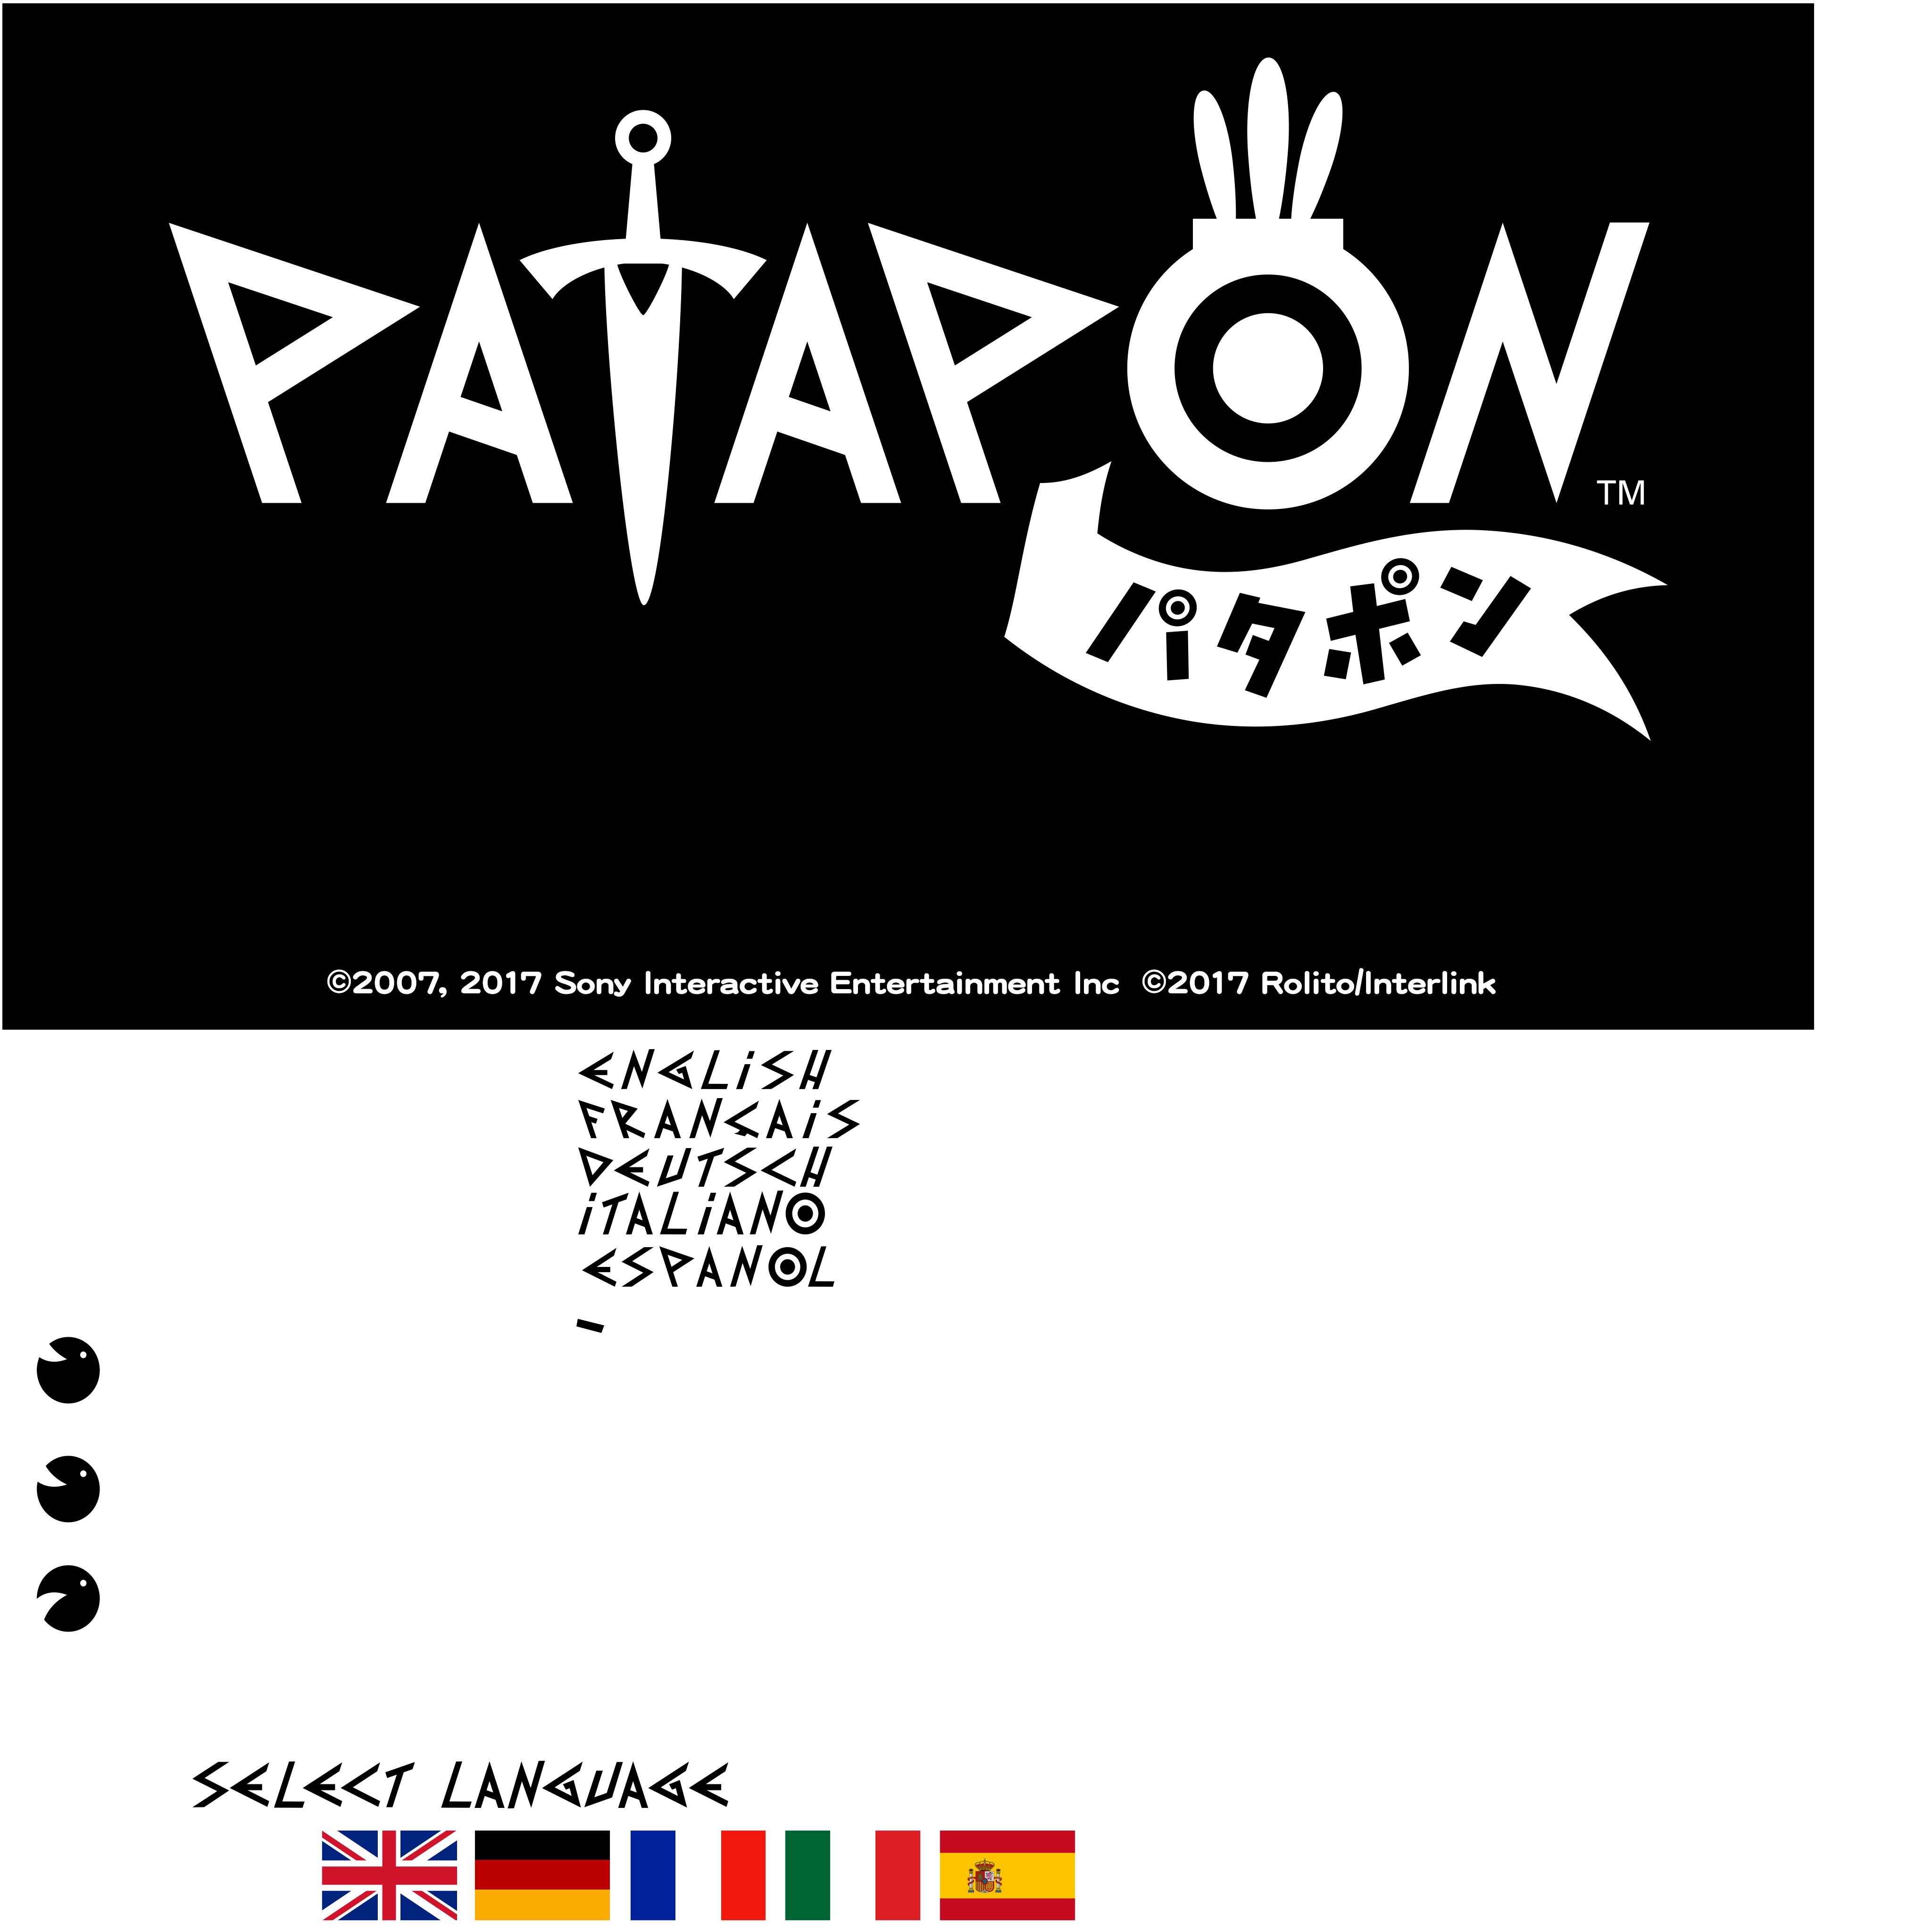 PATAPON
TM
パタポン
©2007, 2017 Sony Interactive Entertainment Inc ©2017 Rolito/Interlink
ENGLiSH
FRANÇAiS
DEUTSCH
iTALiANO
ESPANOL
SELECT LANGUAGE